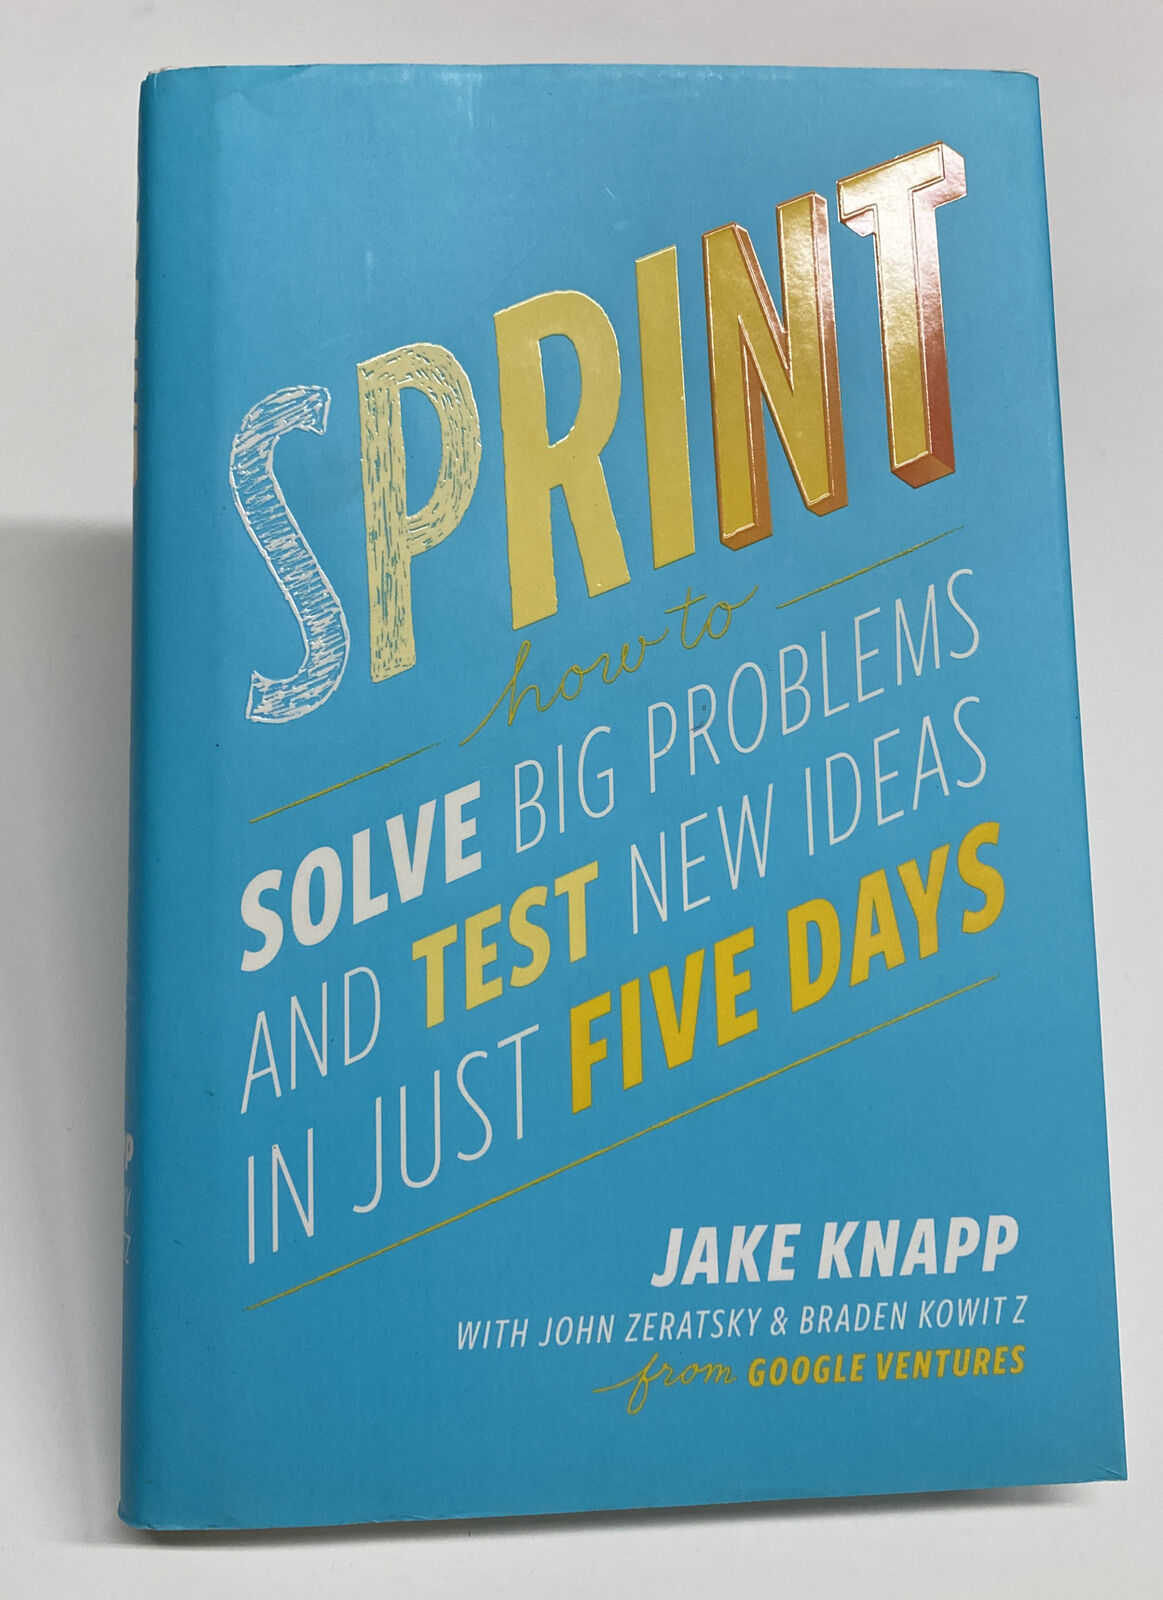 SPRINT
how to
SOLVE BIG PROBLEMS
AND TEST NEW IDEAS
IN JUST FIVE DAYS
JAKE KNAPP
WITH JOHN ZERATSKY & BRADEN KOWITZ
from GOOGLE VENTURES